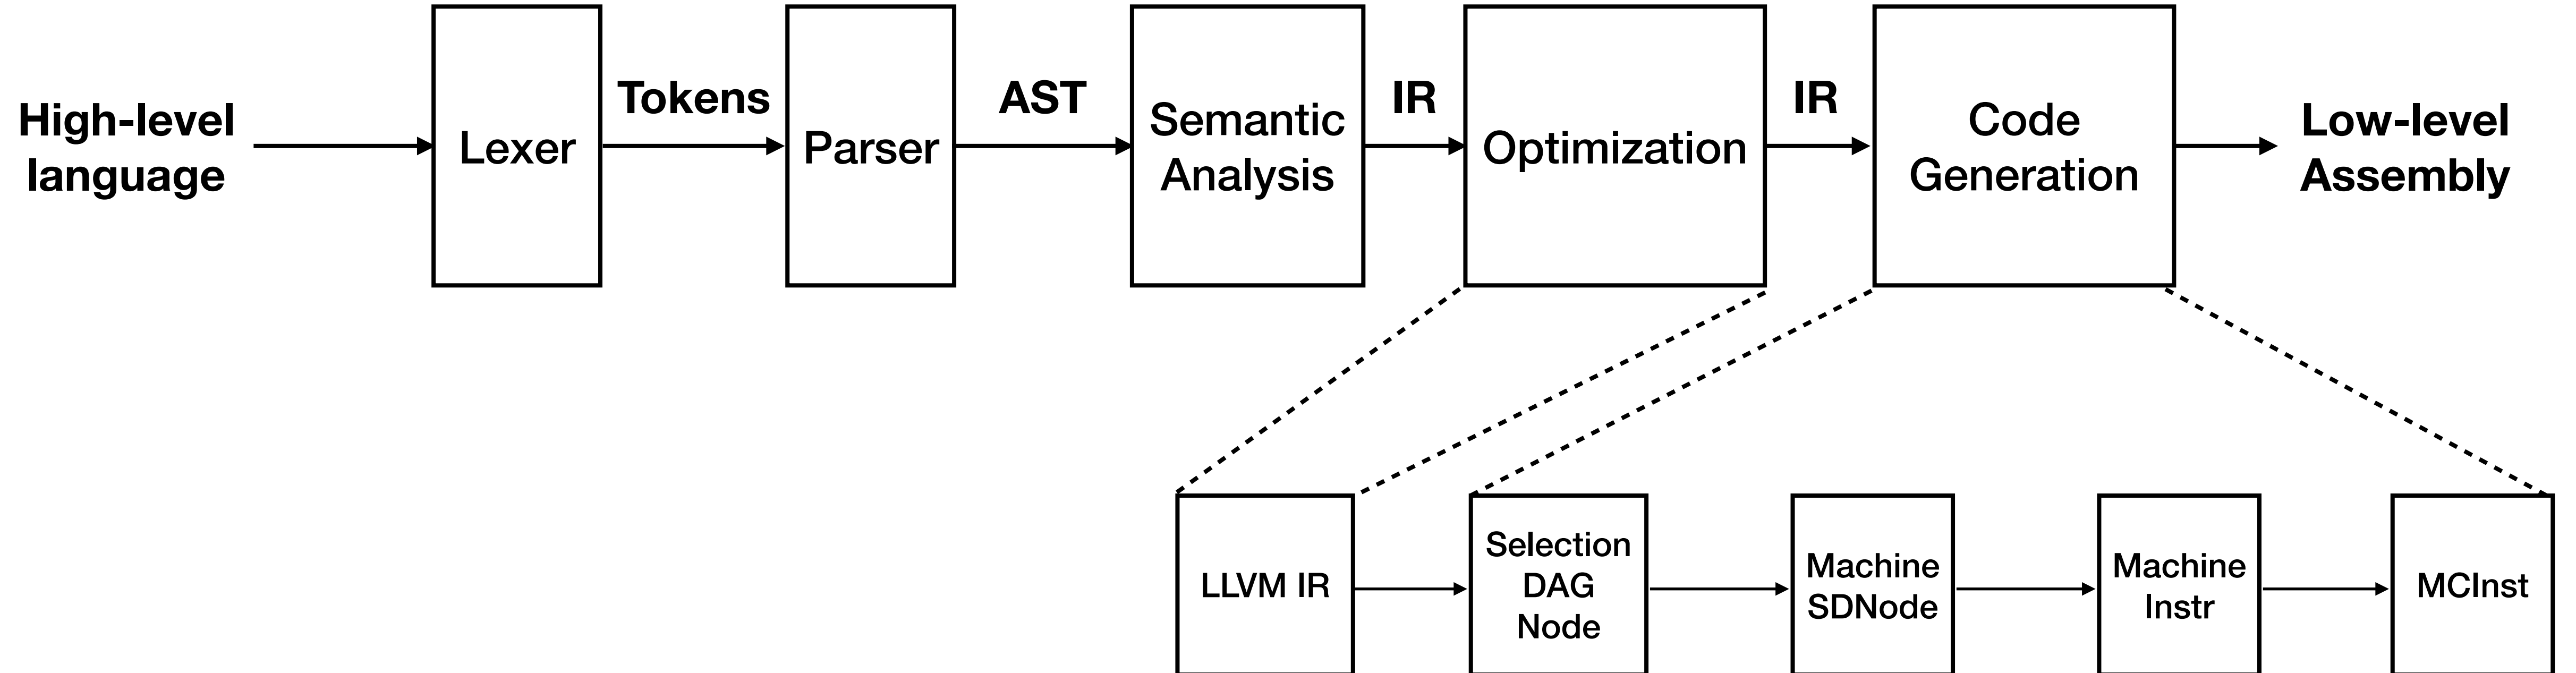 High-level
language
Lexer
Tokens
Parser
AST
Semantic
Analysis
IR
Optimization
IR
Code
Generation
Low-level
Assembly
LLVM IR
Selection
DAG
Node
Machine
SDNode
Machine
Instr
MCInst